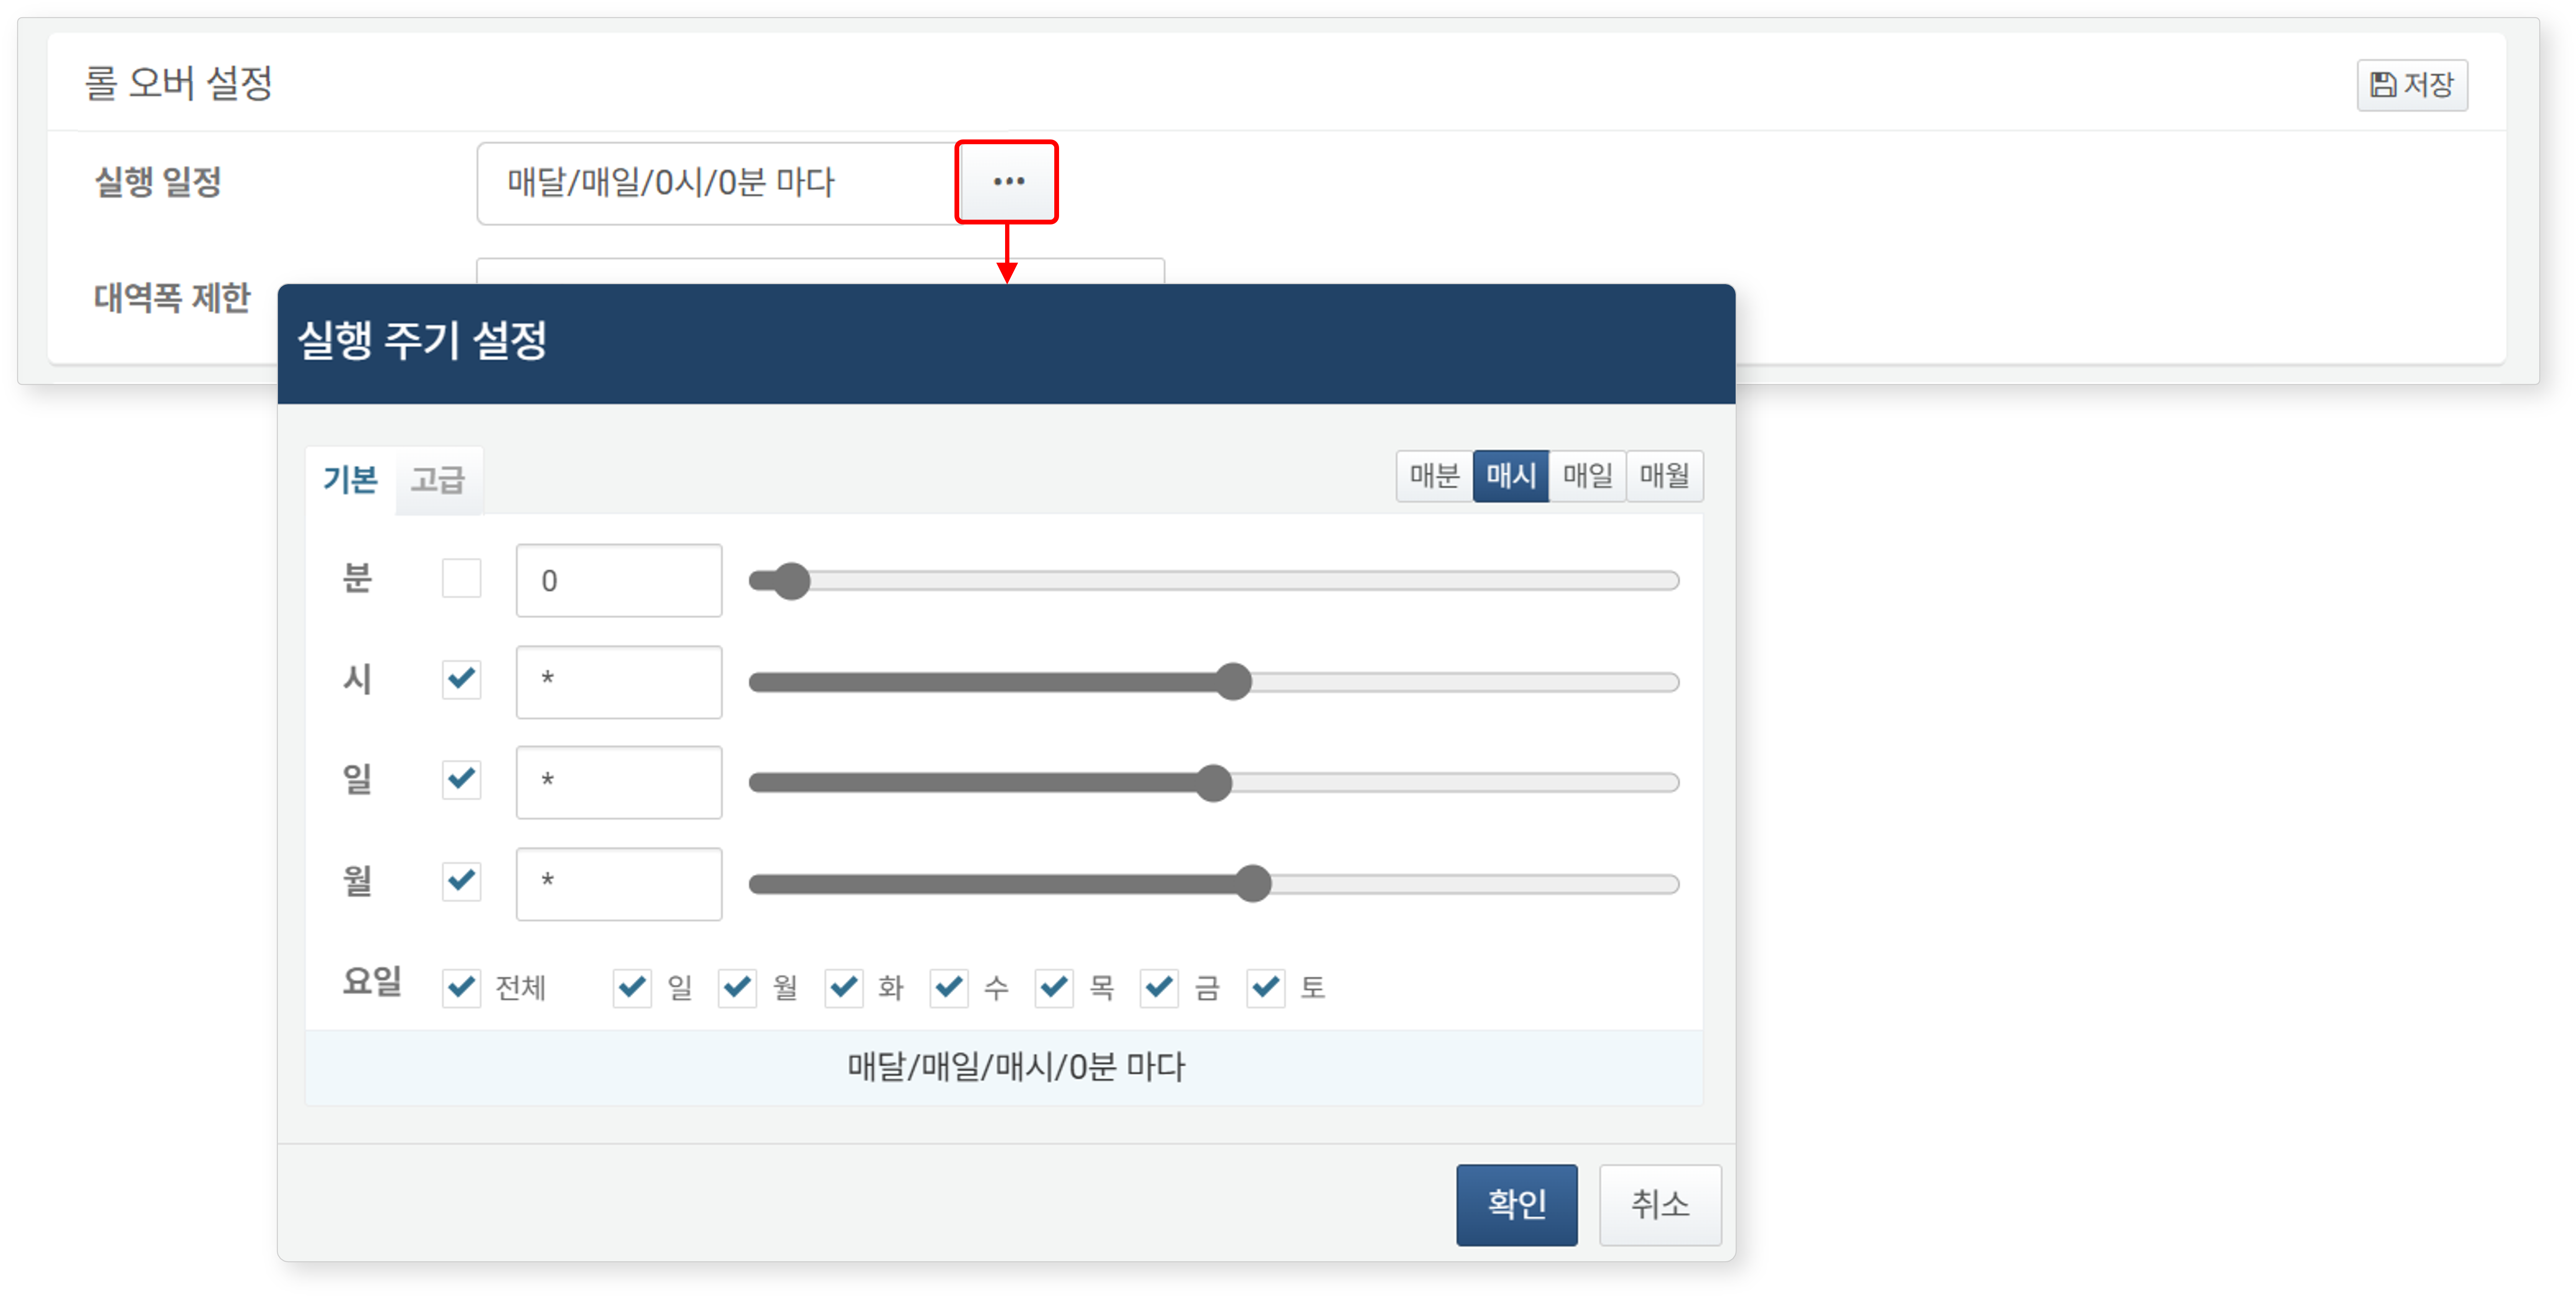 롤 오버 설정
저장
실행 일정
매달/매일/0시/0분 마다
•••
대역폭 제한
실행 주기 설정
기본 고급
매분 매시 매일 매월
분 0
시 *
일 *
월 *
요일 전체 일 월 화 수 목 금 토
매달/매일/매시/0분 마다
확인 취소